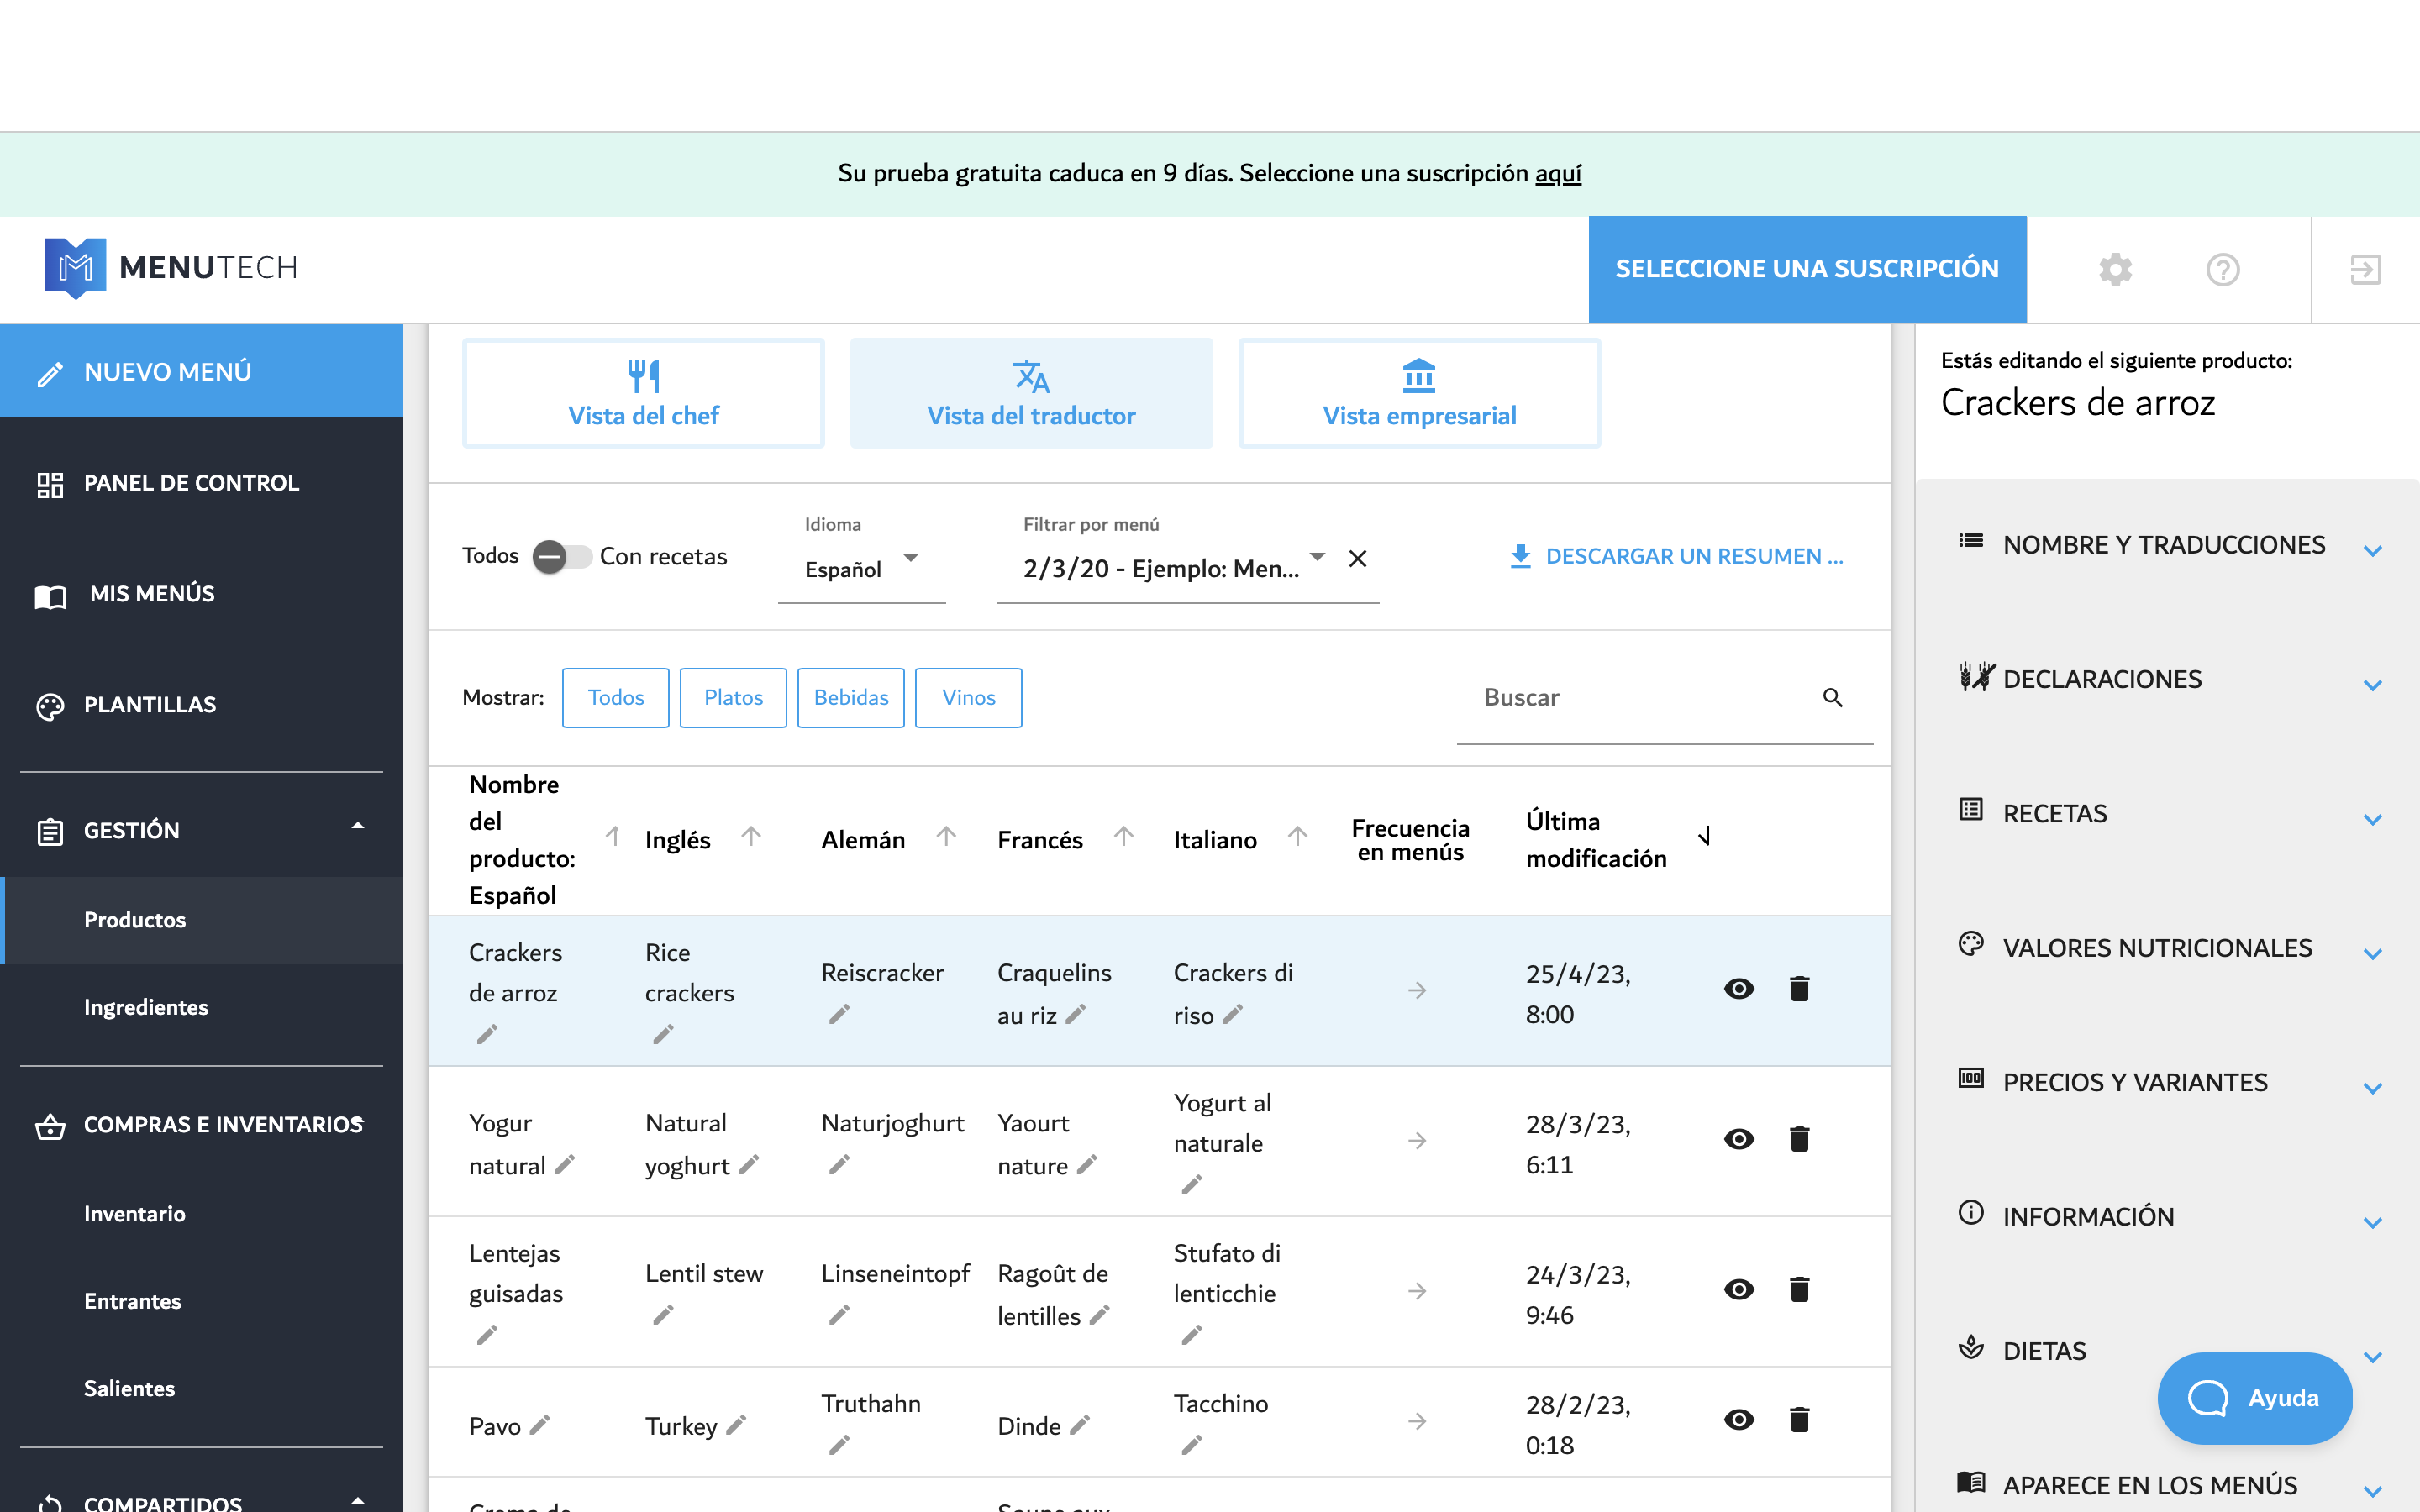 Su prueba gratuita caduca en 9 días. Seleccione una suscripción aquí
MENUTECH
SELECCIONE UNA SUSCRIPCIÓN
NUEVO MENÚ
PANEL DE CONTROL
MIS MENÚS
PLANTILLAS
GESTIÓN
Productos
Ingredientes
COMPRAS E INVENTARIOS
Inventario
Entrantes
Salientes
COMPARTIDOS
Vista del chef
Vista del traductor
Vista empresarial
Todos
Con recetas
Idioma
Español
Filtrar por menú
2/3/20 - Ejemplo: Men...
DESCARGAR UN RESUMEN ...
Mostrar:
Todos
Platos
Bebidas
Vinos
Buscar
Nombre
del
producto:
Español
Inglés
Alemán
Francés
Italiano
Frecuencia
en menús
Última
modificación
Crackers
de arroz
Rice
crackers
Reiscracker
Craquelins
au riz
Crackers di
riso
25/4/23,
8:00
Yogur
natural
Natural
yoghurt
Naturjoghurt
Yaourt
nature
Yogurt al
naturale
28/3/23,
6:11
Lentejas
guisadas
Lentil stew
Linseneintopf
Ragoût de
lentilles
Stufato di
lenticchie
24/3/23,
9:46
Pavo
Turkey
Truthahn
Dinde
Tacchino
28/2/23,
0:18
Crema de
Soupe aux
Estás editando el siguiente producto:
Crackers de arroz
NOMBRE Y TRADUCCIONES
DECLARACIONES
RECETAS
VALORES NUTRICIONALES
PRECIOS Y VARIANTES
INFORMACIÓN
DIETAS
APARECE EN LOS MENÚS
Ayuda